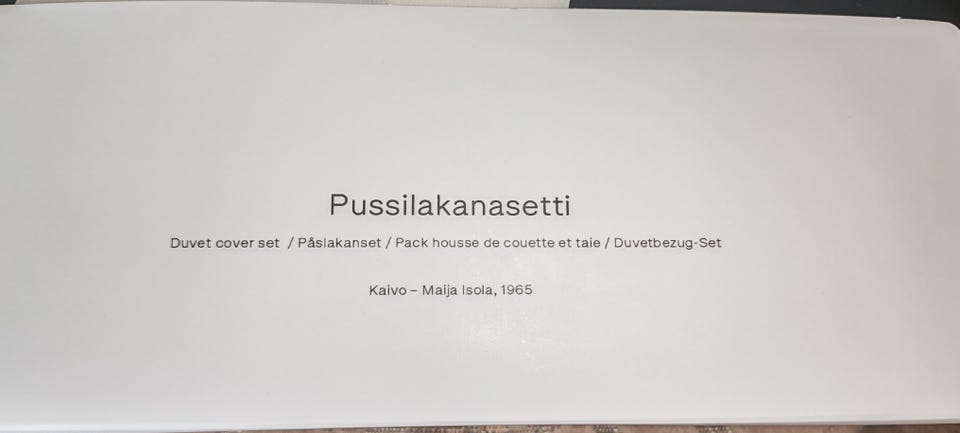 Pussilakanasetti
Duvet cover set / Påslakanset / Pack housse de couette et taie / Duvetbezug-Set
Kaivo – Maija Isola, 1965